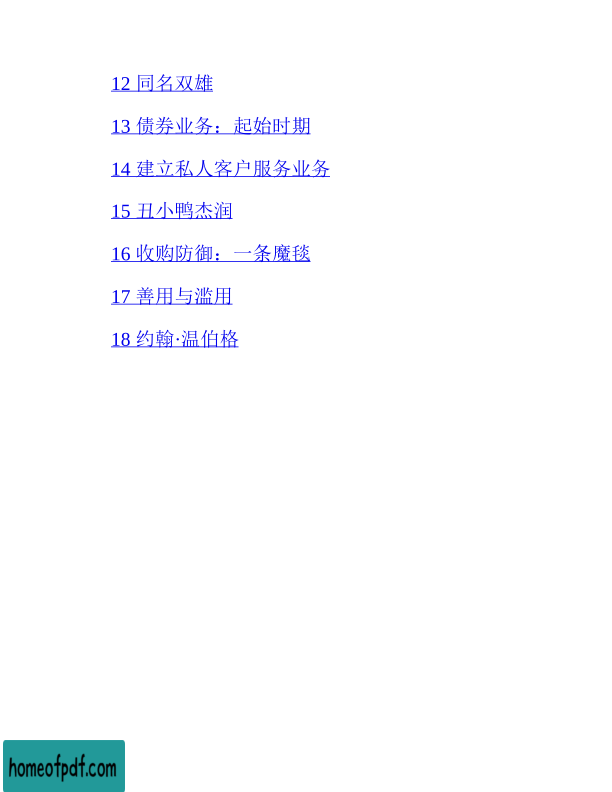 12 同名双雄
13 债券业务：起始时期
14 建立私人客户服务业务
15 丑小鸭杰润
16 收购防御：一条魔毯
17 善用与滥用
18 约翰·温伯格
homeofpdf.com